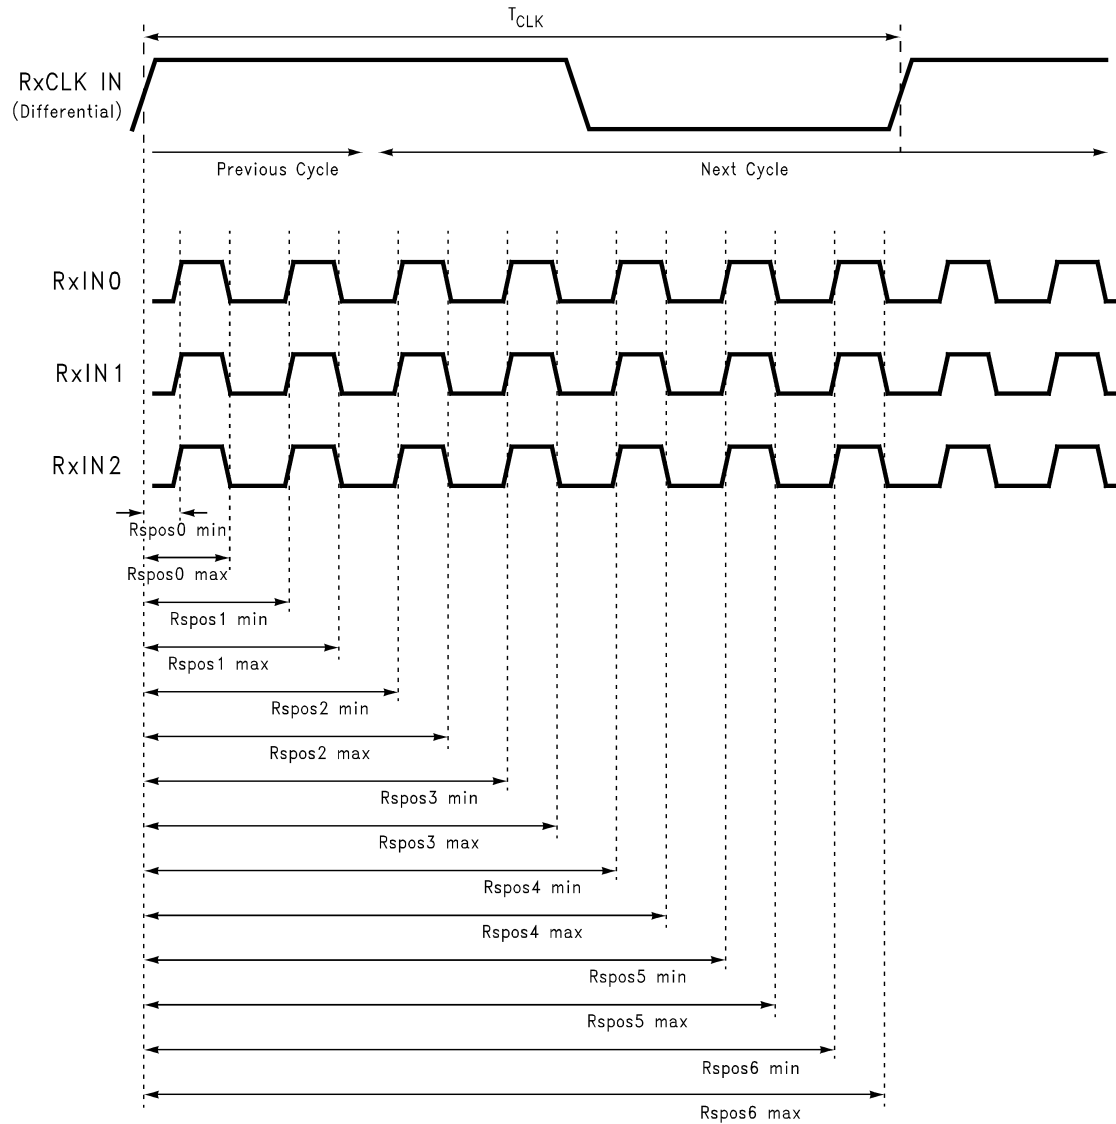 TCLK
RxCLK IN
(Differential)
Previous Cycle
Next Cycle
RxIN0
RxIN1
RxIN2
Rspos0 min
Rspos0 max
Rspos1 min
Rspos1 max
Rspos2 min
Rspos2 max
Rspos3 min
Rspos3 max
Rspos4 min
Rspos4 max
Rspos5 min
Rspos5 max
Rspos6 min
Rspos6 max